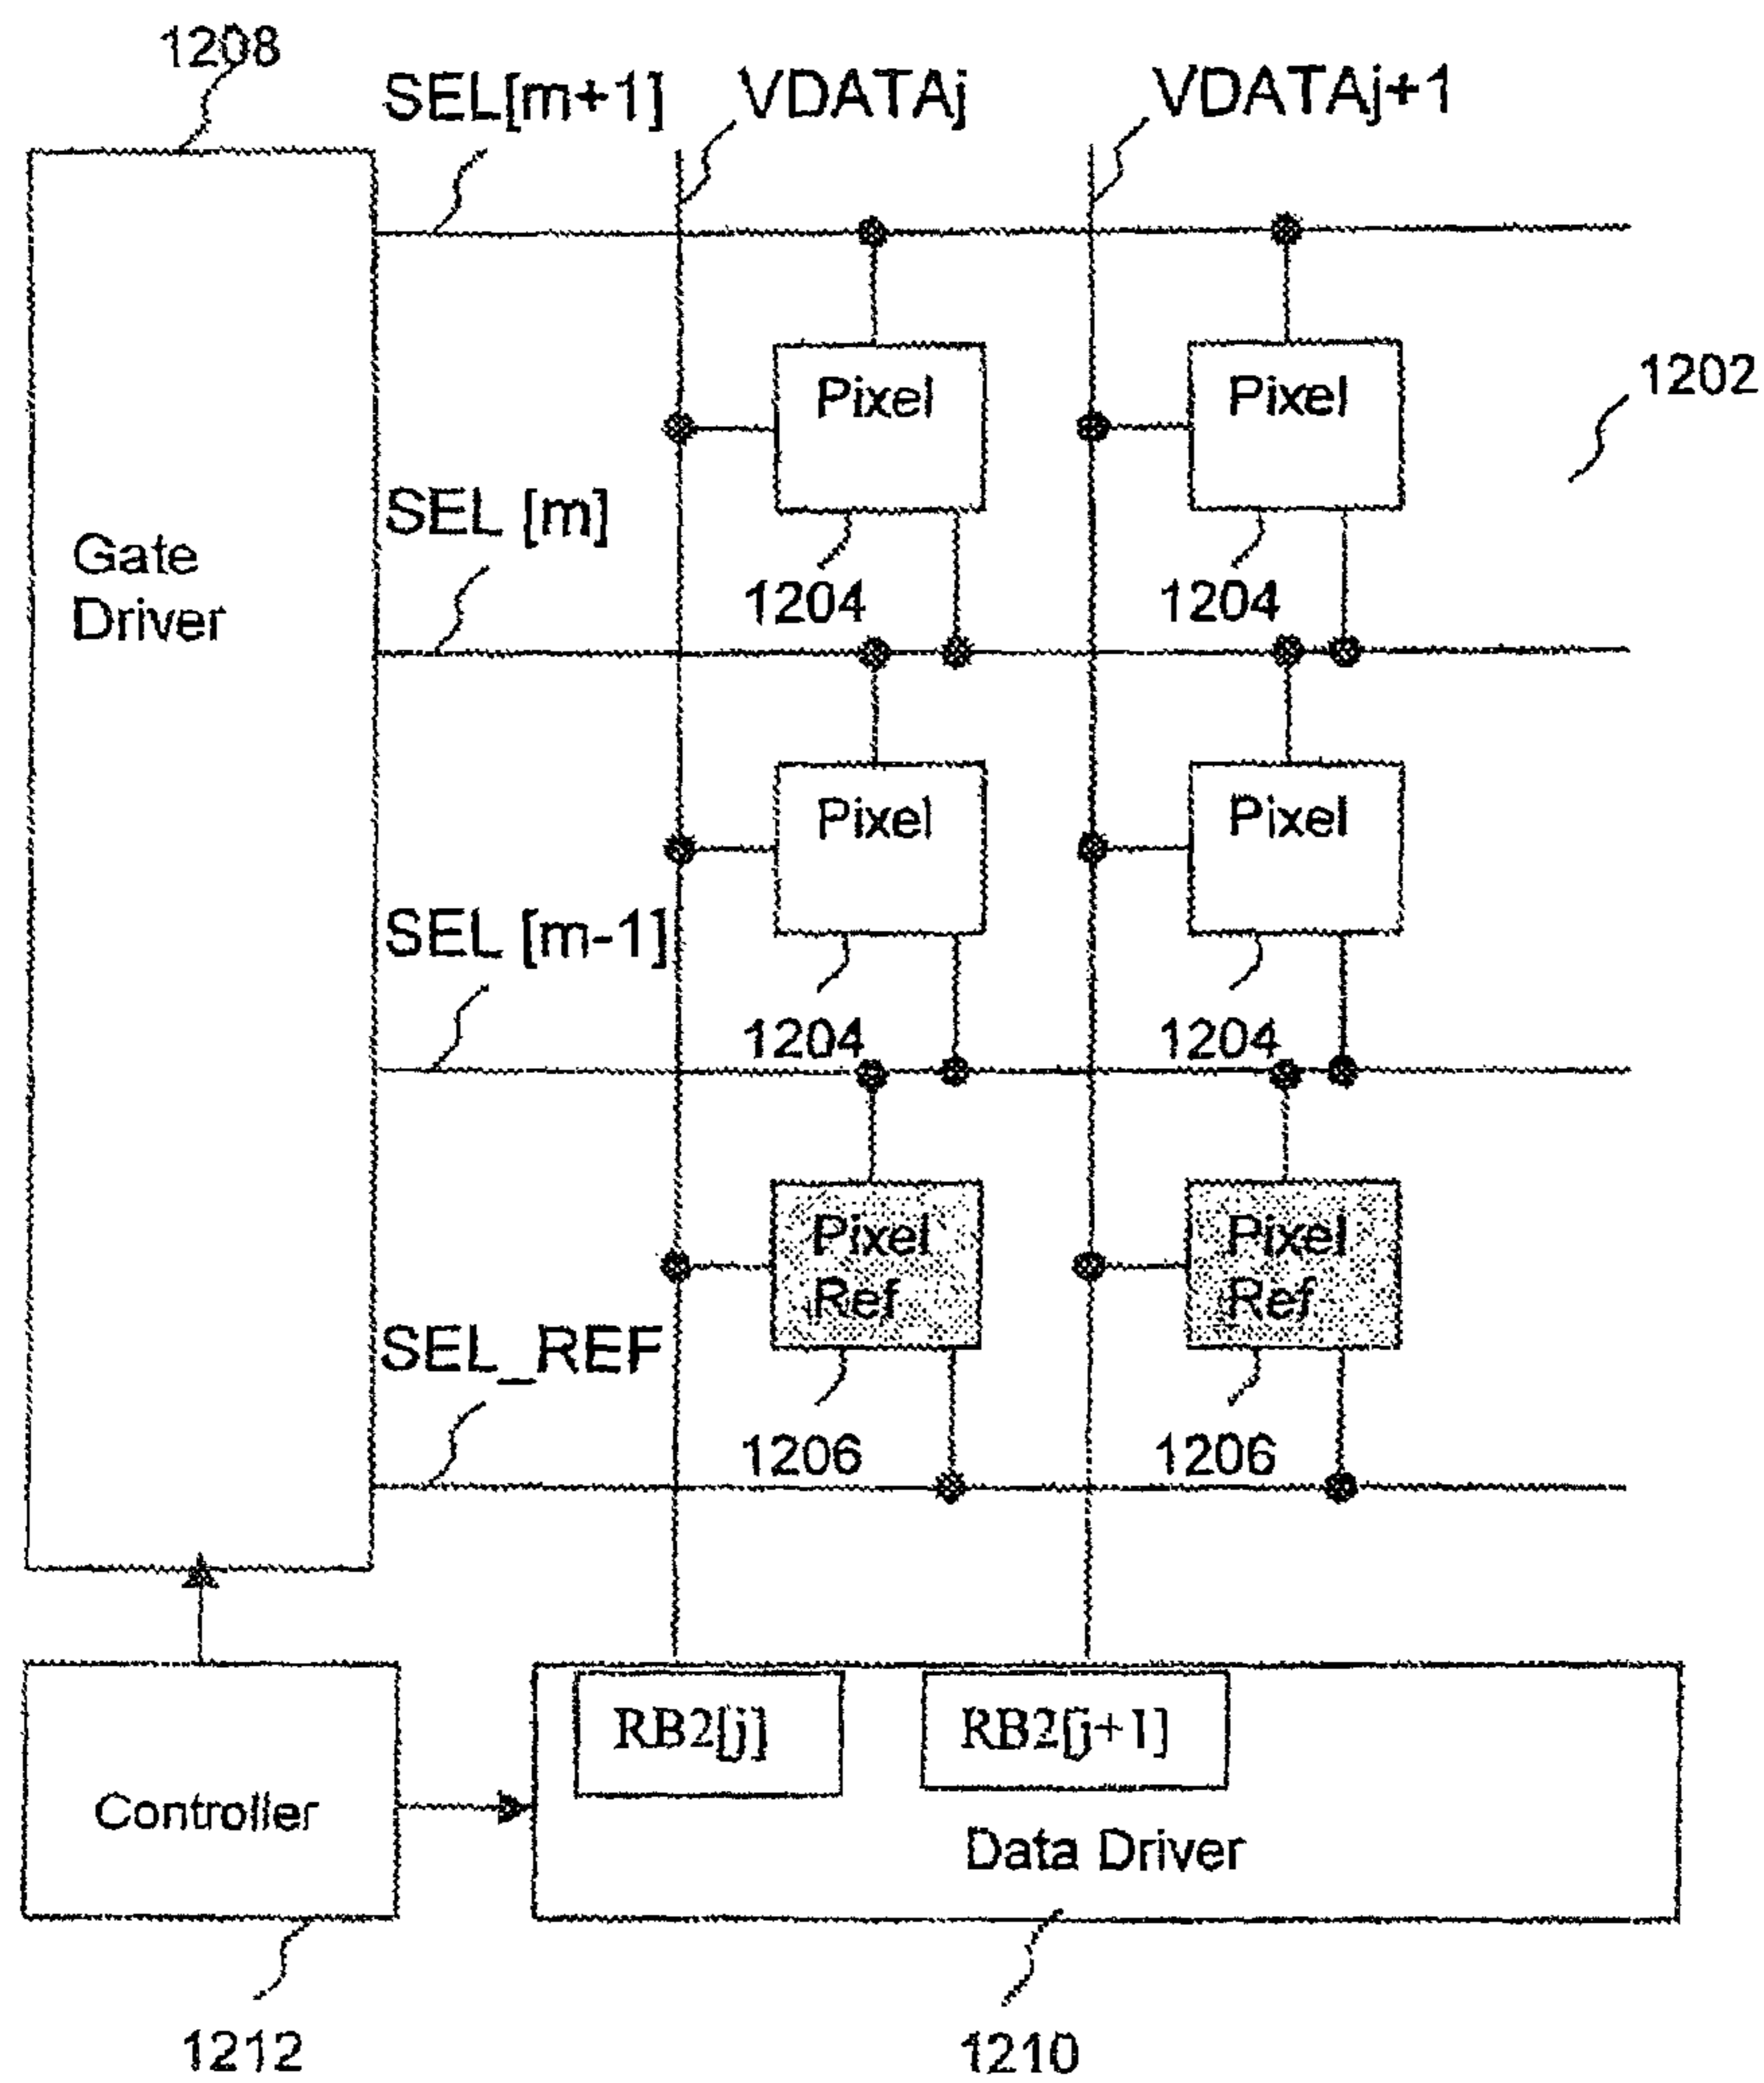 1208
SEL[m+1]
VDATAj
VDATAj+1
Pixel
Pixel
1202
SEL [m]
Gate
Driver
1204
1204
Pixel
Pixel
SEL [m-1]
1204
1204
Pixel
Ref
Pixel
Ref
SEL_REF
1206
1206
RB2[j]
RB2[j+1]
Controller
Data Driver
1212
1210